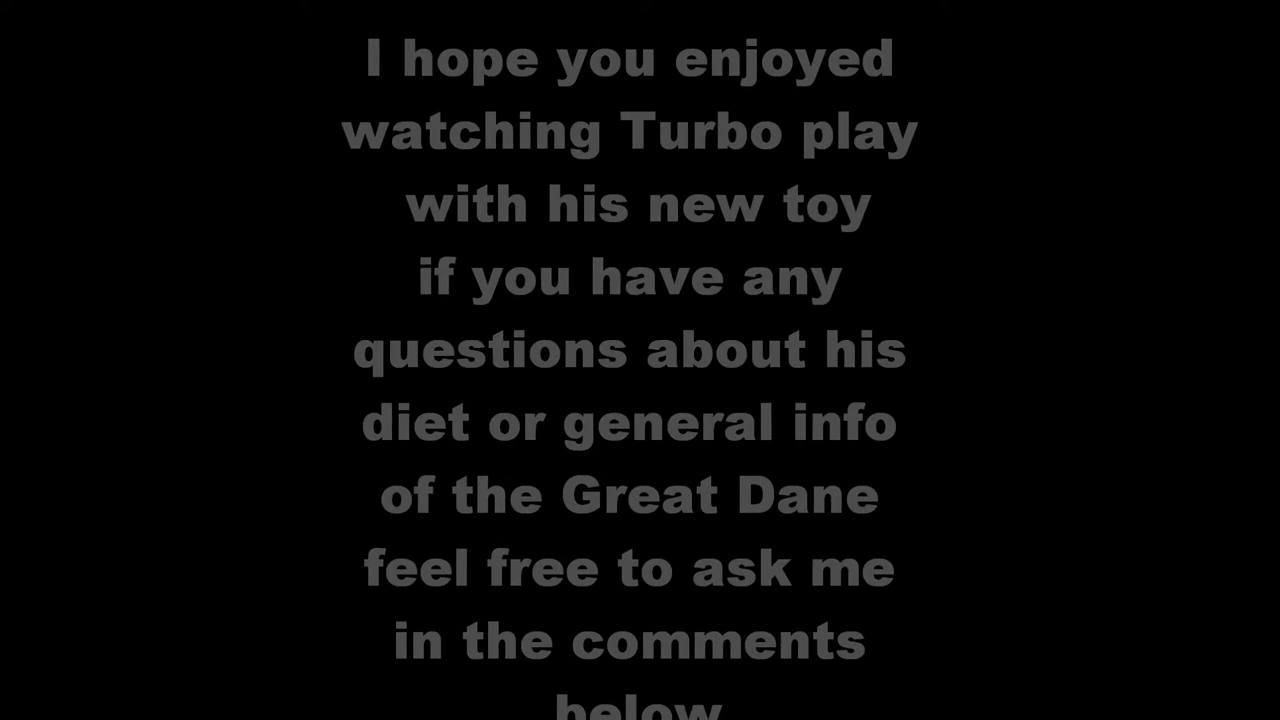 I hope you enjoyed
watching Turbo play
with his new toy
if you have any
questions about his
diet or general info
of the Great Dane
feel free to ask me
in the comments
below